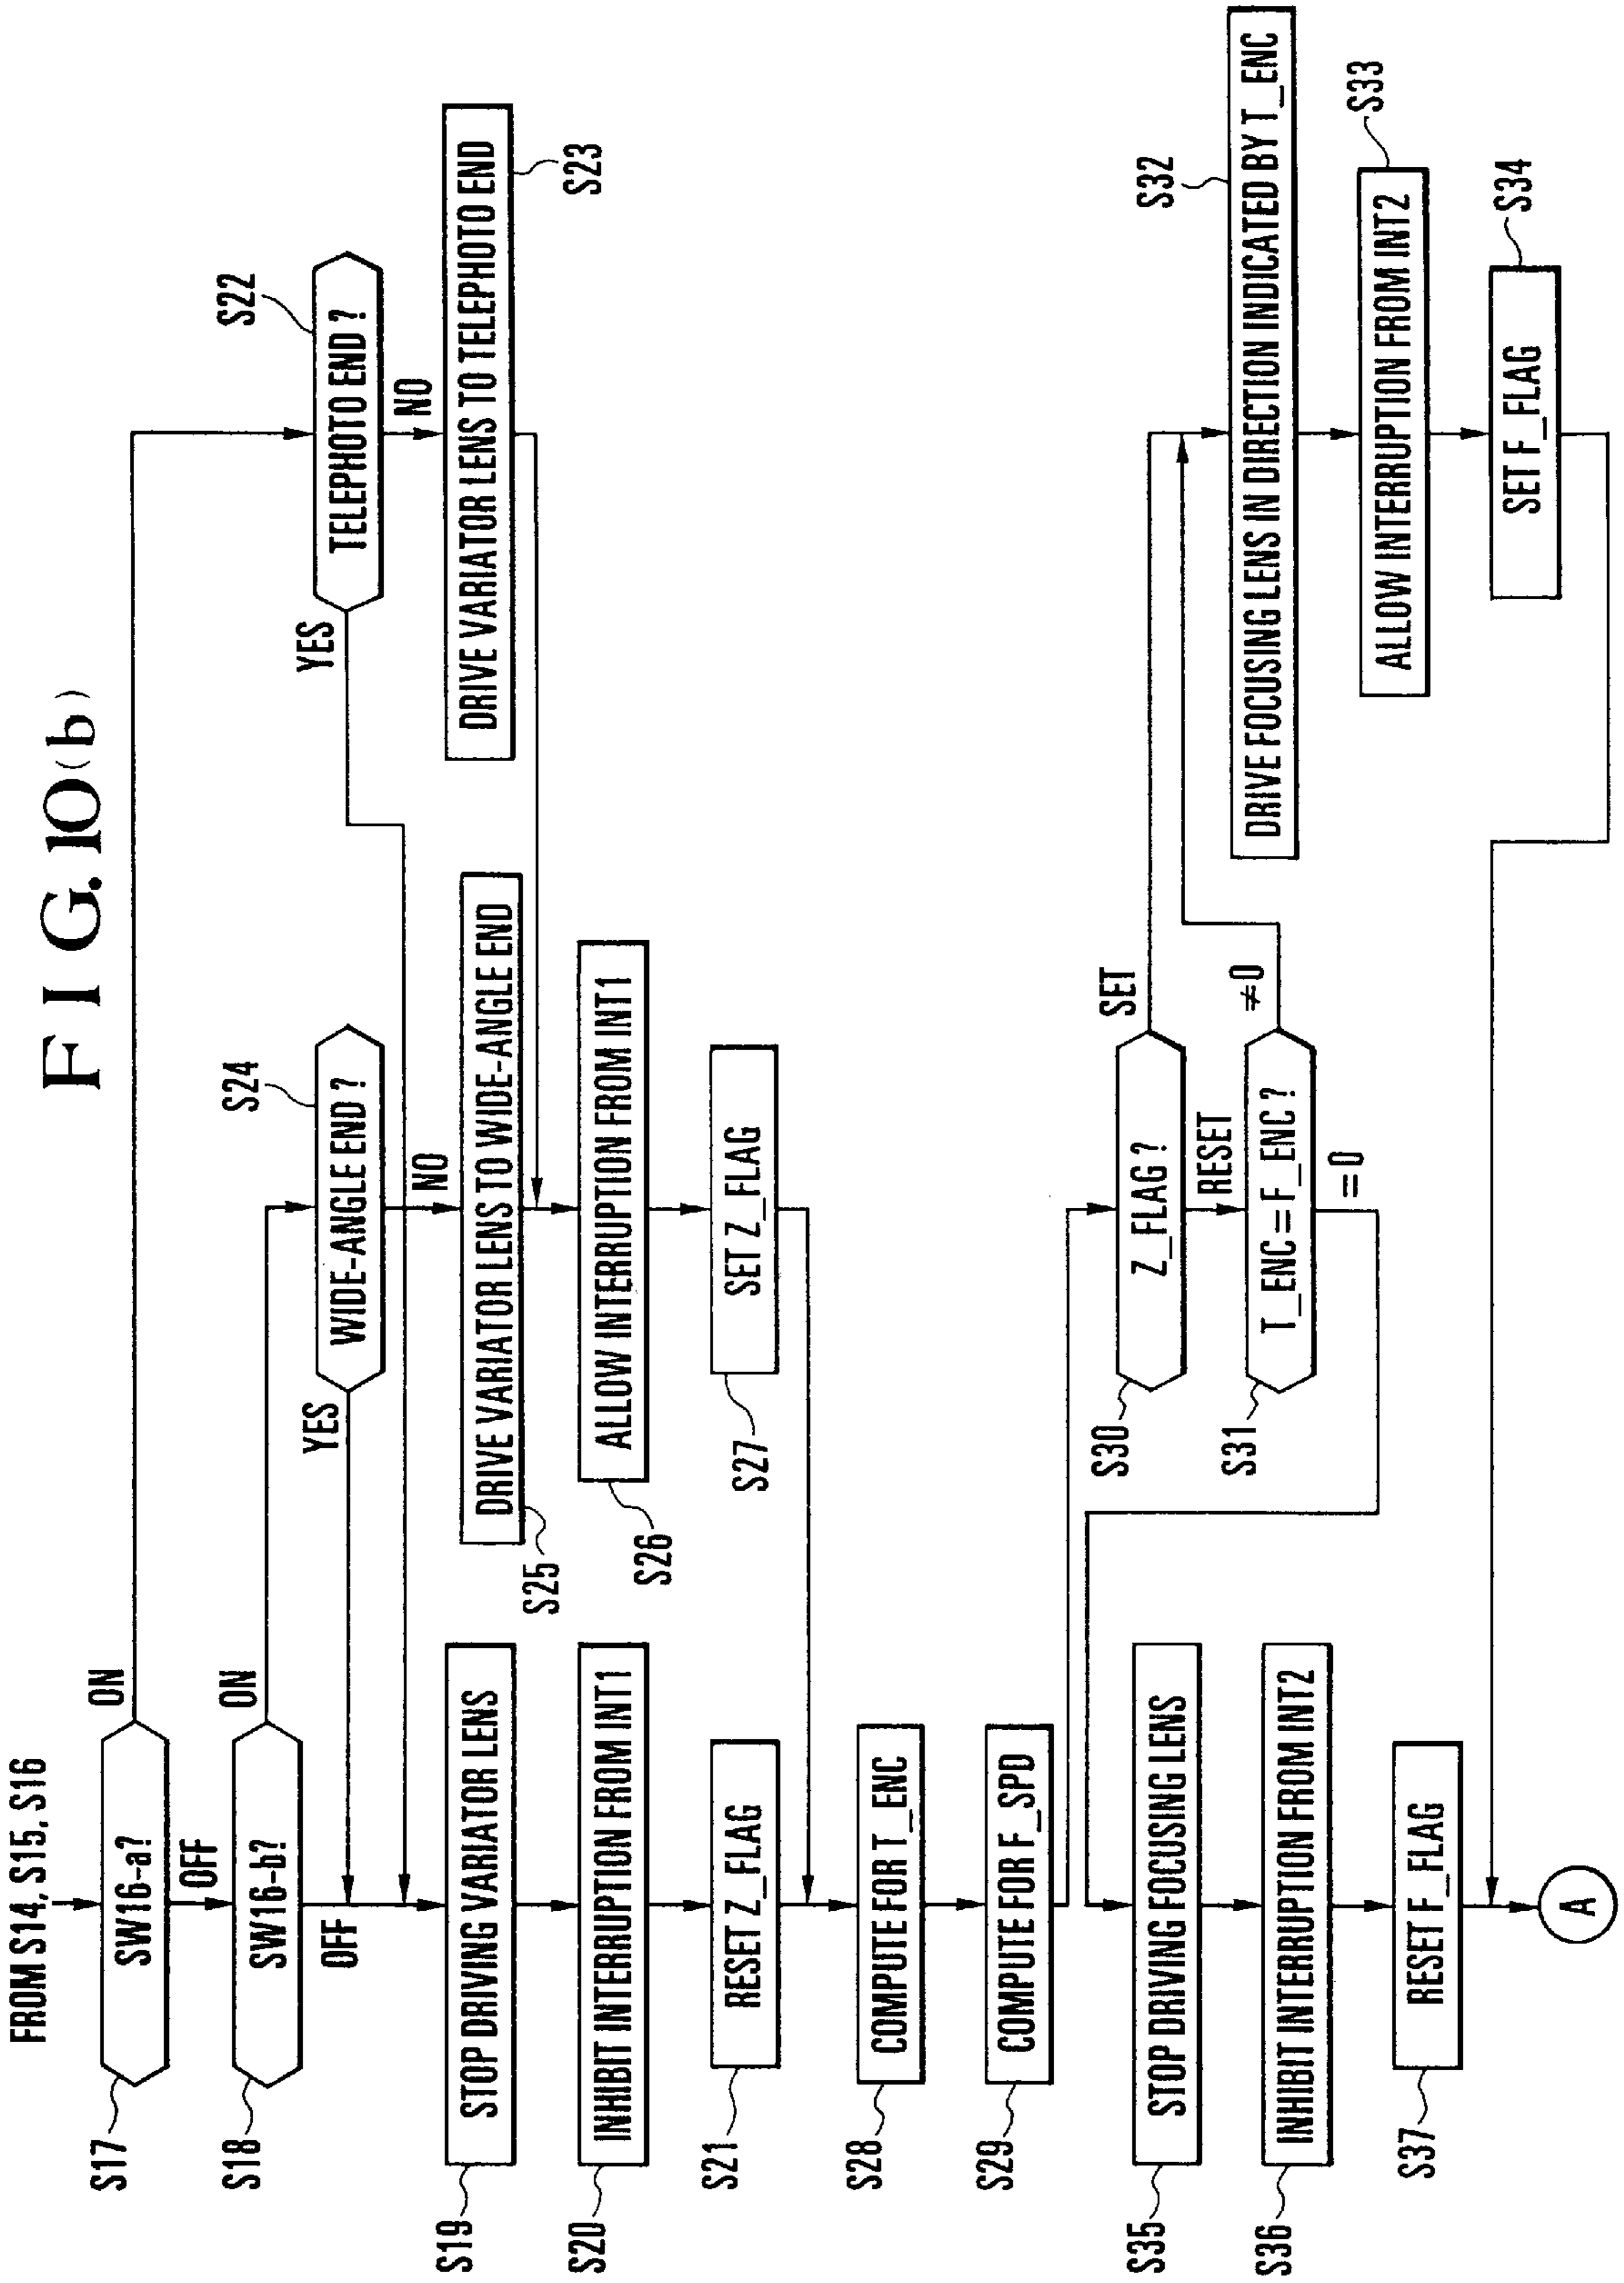 F I G. 10 (b)
FROM S14, S15, S16
S17
SW16-a?
ON
OFF
S18
SW16-b?
ON
OFF
S22
TELEPHOTO END ?
YES
NO
S24
WIDE-ANGLE END ?
YES
NO
S19
STOP DRIVING VARIATOR LENS
S25
DRIVE VARIATOR LENS TO WIDE-ANGLE END
DRIVE VARIATOR LENS TO TELEPHOTO END
S23
S20
INHIBIT INTERRUPTION FROM INT1
S26
ALLOW INTERRUPTION FROM INT1
S21
RESET Z_FLAG
S27
SET Z_FLAG
S28
COMPUTE FOR T_ENC
S29
COMPUTE FOR F_SPD
S30
Z_FLAG ?
SET
RESET
S31
T_ENC = F_ENC ?
≠0
=0
S32
DRIVE FOCUSING LENS IN DIRECTION INDICATED BY T_ENC
S35
STOP DRIVING FOCUSING LENS
S33
ALLOW INTERRUPTION FROM INT2
S36
INHIBIT INTERRUPTION FROM INT2
S34
SET F_FLAG
S37
RESET F_FLAG
A